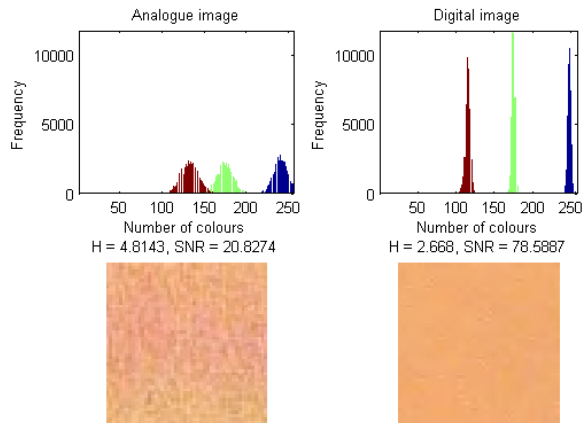 Analogue image
Digital image
Frequency
10000
5000
0
50 100 150 200 250
Number of colours
H = 4.8143, SNR = 20.8274
Frequency
10000
5000
0
50 100 150 200 250
Number of colours
H = 2.668, SNR = 78.5887